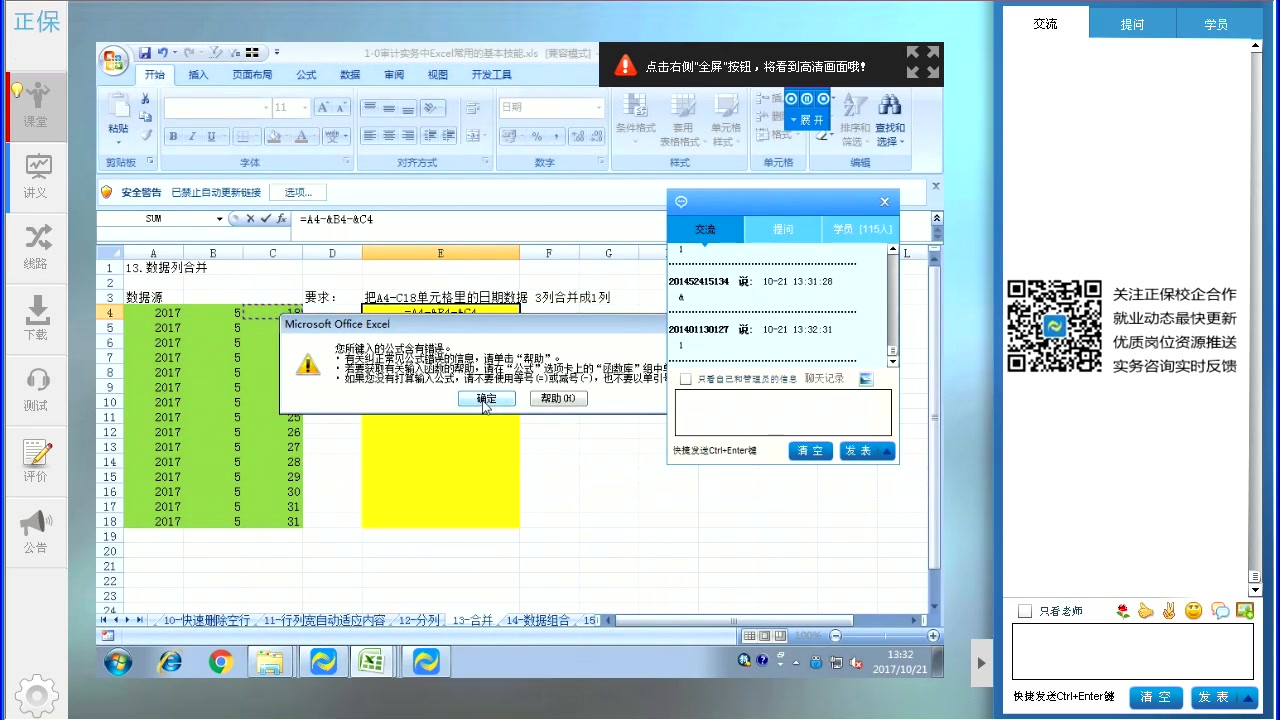 正保
课堂
讲义
线路
下载
测试
评价
公告
1-0审计实务中Excel常用的基本技能.xls [兼容模式]
点击右侧"全屏"按钮，将看到高清画面哦!
开始 插入 页面布局 公式 数据 审阅 视图 开发工具
11
日期
粘贴
条件格式
套用
表格格式
单元格
样式
格式
展 开
排序和
筛选
查找和
选择
剪贴板 字体 对齐方式 数字 样式 单元格 编辑
安全警告 已禁止自动更新链接 选项...
SUM =A4-&B4-&C4
A B C D E F G L
1 13.数据列合并
2
3 数据源 要求： 把A4-C18单元格里的日期数据 3列合并成1列
4 2017 5 18 =A4-&B4-&C4
5 2017 5
6 2017
7 2017
8 2017
9 2017
10 2017
11 2017 5 25
12 2017 5 26
13 2017 5 27
14 2017 5 28
15 2017 5 29
16 2017 5 30
17 2017 5 31
18 2017 5 31
19
20
21
22
23
24
Microsoft Office Excel
您所键入的公式含有错误。
• 有关纠正常见公式错误的信息，请单击“帮助”。
• 若要获取有关输入函数的帮助，请在“公式”选项卡上的“函数库”组中单
• 如果您没有打算输入公式，请不要使用等号(=)或减号(-)，也不要以单引号
确定 帮助(H)
交流 提问 学员 [115人]
1
201452415134 说: 10-21 13:31:28
&
201401130127 说: 10-21 13:32:31
1
只看自己和管理员的信息 聊天记录
快捷发送Ctrl+Enter键 清 空 发 表
10-快速删除空行 11-行列宽自动适应内容 12-分列 13-合并 14-数据组合 15
100%
13:32
2017/10/21
交流 提问 学员
关注正保校企合作
就业动态最快更新
优质岗位资源推送
实务咨询实时反馈
只看老师
快捷发送Ctrl+Enter键 清 空 发 表